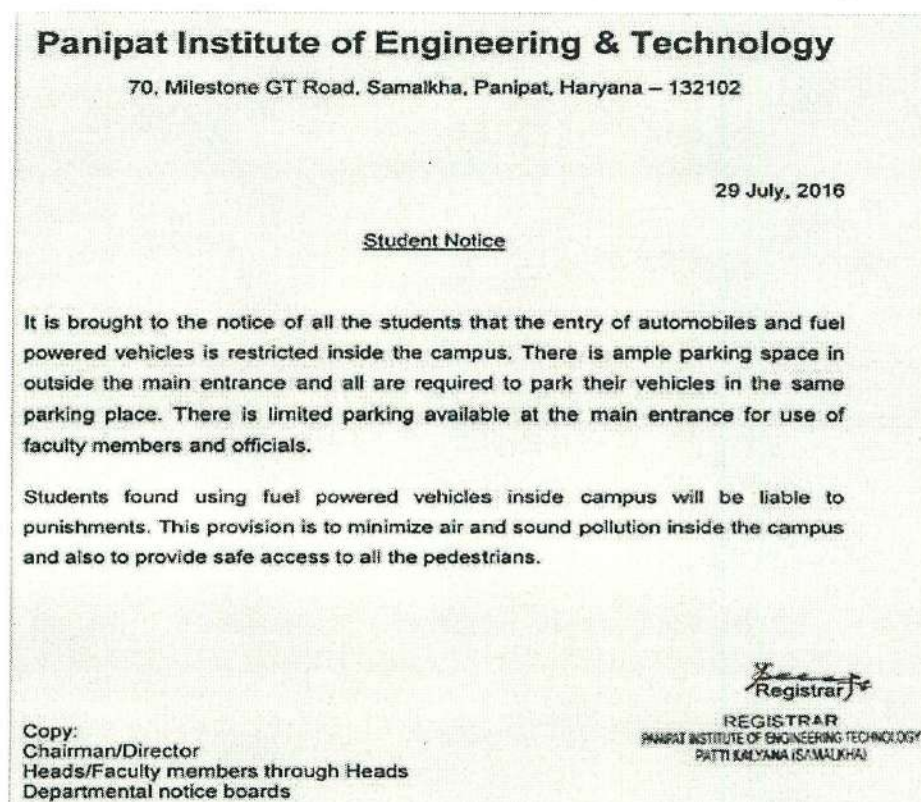 Panipat Institute of Engineering & Technology
70, Milestone GT Road, Samalkha, Panipat, Haryana – 132102
29 July, 2016
Student Notice
It is brought to the notice of all the students that the entry of automobiles and fuel
powered vehicles is restricted inside the campus. There is ample parking space in
outside the main entrance and all are required to park their vehicles in the same
parking place. There is limited parking available at the main entrance for use of
faculty members and officials.
Students found using fuel powered vehicles inside campus will be liable to
punishments. This provision is to minimize air and sound pollution inside the campus
and also to provide safe access to all the pedestrians.
Registrar
REGISTRAR
PANIPAT INSTITUTE OF ENGINEERING TECHNOLOGY
PATTI KALYANA (SAMALKHA)
Copy:
Chairman/Director
Heads/Faculty members through Heads
Departmental notice boards